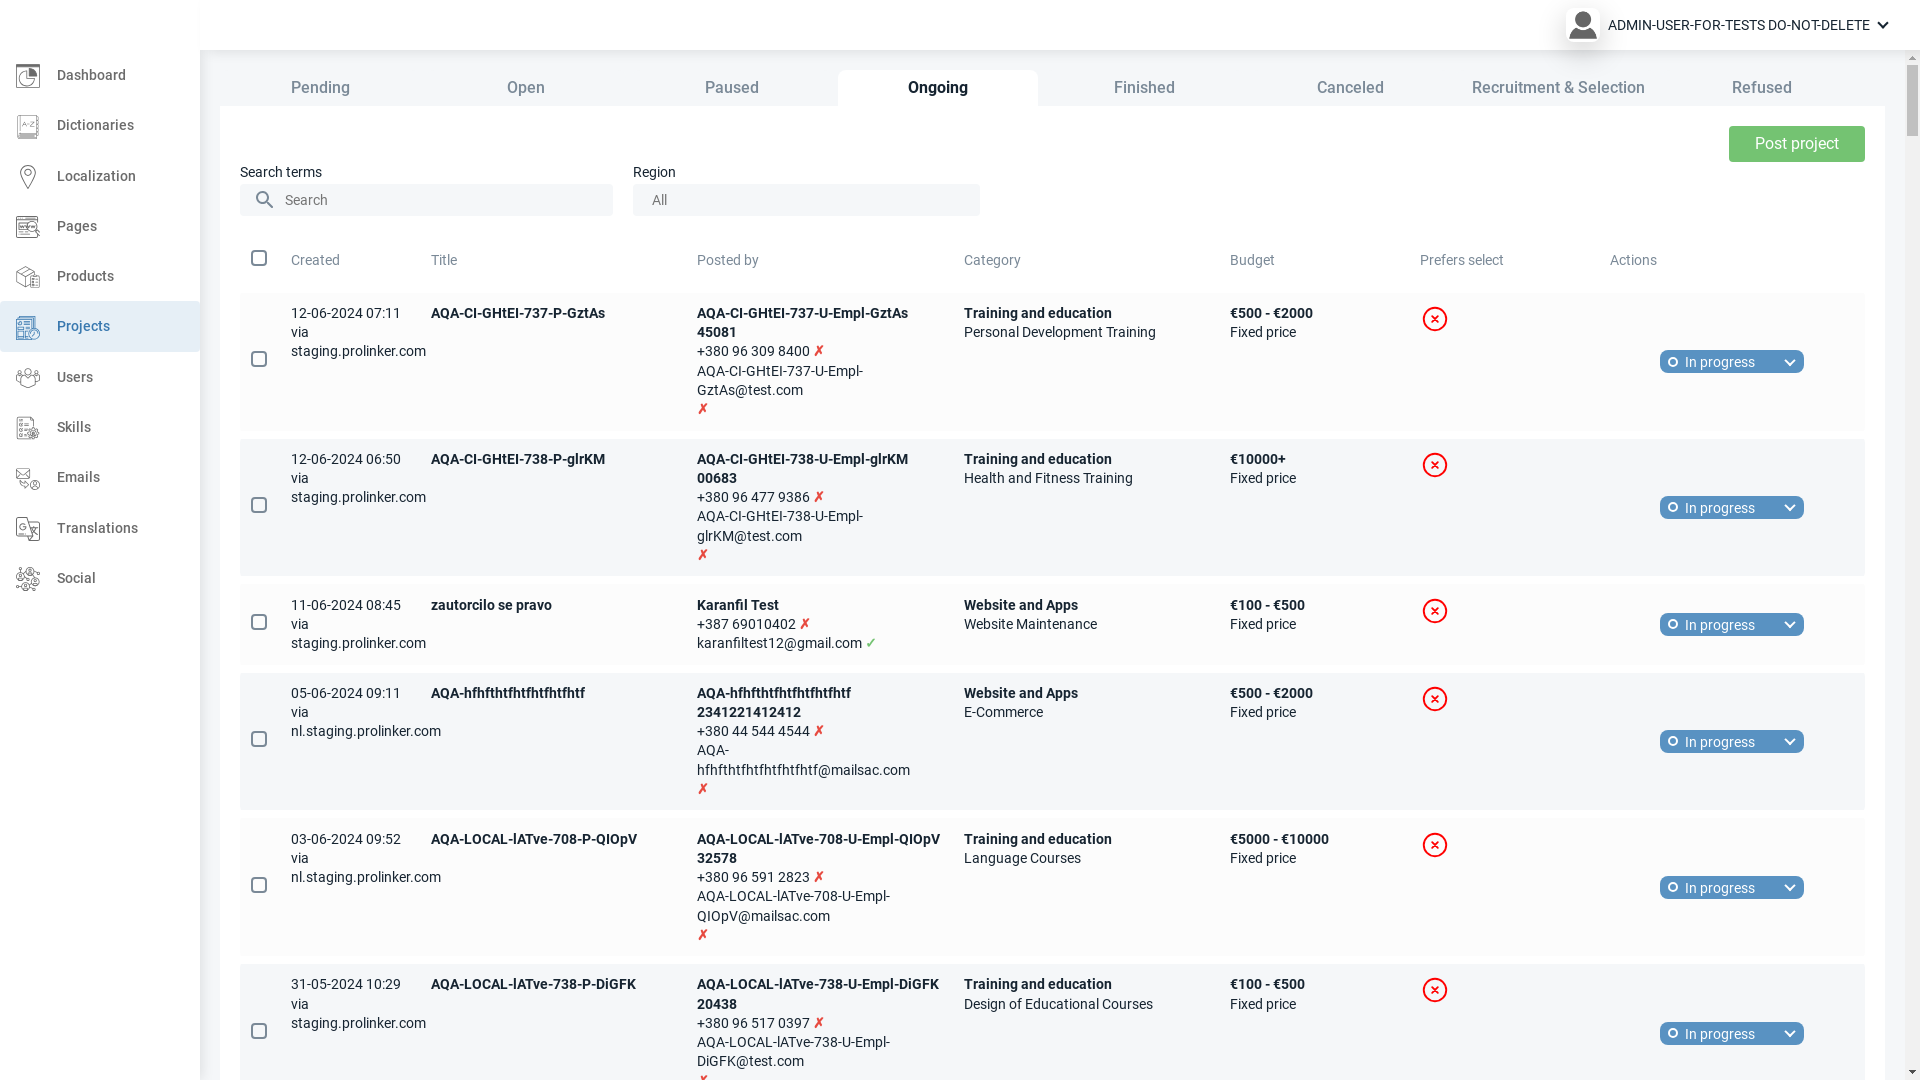 ADMIN-USER-FOR-TESTS DO-NOT-DELETE
Dashboard
Dictionaries
Localization
Pages
Products
Projects
Users
Skills
Emails
Translations
Social
Pending Open Paused Ongoing Finished Canceled Recruitment & Selection Refused
Post project
Search terms
Search
Region
All
Created Title Posted by Category Budget Prefers select Actions
12-06-2024 07:11
via
staging.prolinker.com
AQA-CI-GHtEI-737-P-GztAs
AQA-CI-GHtEI-737-U-Empl-GztAs
45081
+380 96 309 8400 ✗
AQA-CI-GHtEI-737-U-Empl-
GztAs@test.com
✗
Training and education
Personal Development Training
€500 - €2000
Fixed price
In progress
12-06-2024 06:50
via
staging.prolinker.com
AQA-CI-GHtEI-738-P-glrKM
AQA-CI-GHtEI-738-U-Empl-glrKM
00683
+380 96 477 9386 ✗
AQA-CI-GHtEI-738-U-Empl-
glrKM@test.com
✗
Training and education
Health and Fitness Training
€10000+
Fixed price
In progress
11-06-2024 08:45
via
staging.prolinker.com
zautorcilo se pravo
Karanfil Test
+387 69010402 ✗
karanfiltest12@gmail.com ✓
Website and Apps
Website Maintenance
€100 - €500
Fixed price
In progress
05-06-2024 09:11
via
nl.staging.prolinker.com
AQA-hfhfthtfhtfhtfhtfhtf
AQA-hfhfthtfhtfhtfhtfhtf
2341221412412
+380 44 544 4544 ✗
AQA-
hfhfthtfhtfhtfhtfhtf@mailsac.com
✗
Website and Apps
E-Commerce
€500 - €2000
Fixed price
In progress
03-06-2024 09:52
via
nl.staging.prolinker.com
AQA-LOCAL-lATve-708-P-QIOpV
AQA-LOCAL-lATve-708-U-Empl-QIOpV
32578
+380 96 591 2823 ✗
AQA-LOCAL-lATve-708-U-Empl-
QIOpV@mailsac.com
✗
Training and education
Language Courses
€5000 - €10000
Fixed price
In progress
31-05-2024 10:29
via
staging.prolinker.com
AQA-LOCAL-lATve-738-P-DiGFK
AQA-LOCAL-lATve-738-U-Empl-DiGFK
20438
+380 96 517 0397 ✗
AQA-LOCAL-lATve-738-U-Empl-
DiGFK@test.com
✗
Training and education
Design of Educational Courses
€100 - €500
Fixed price
In progress